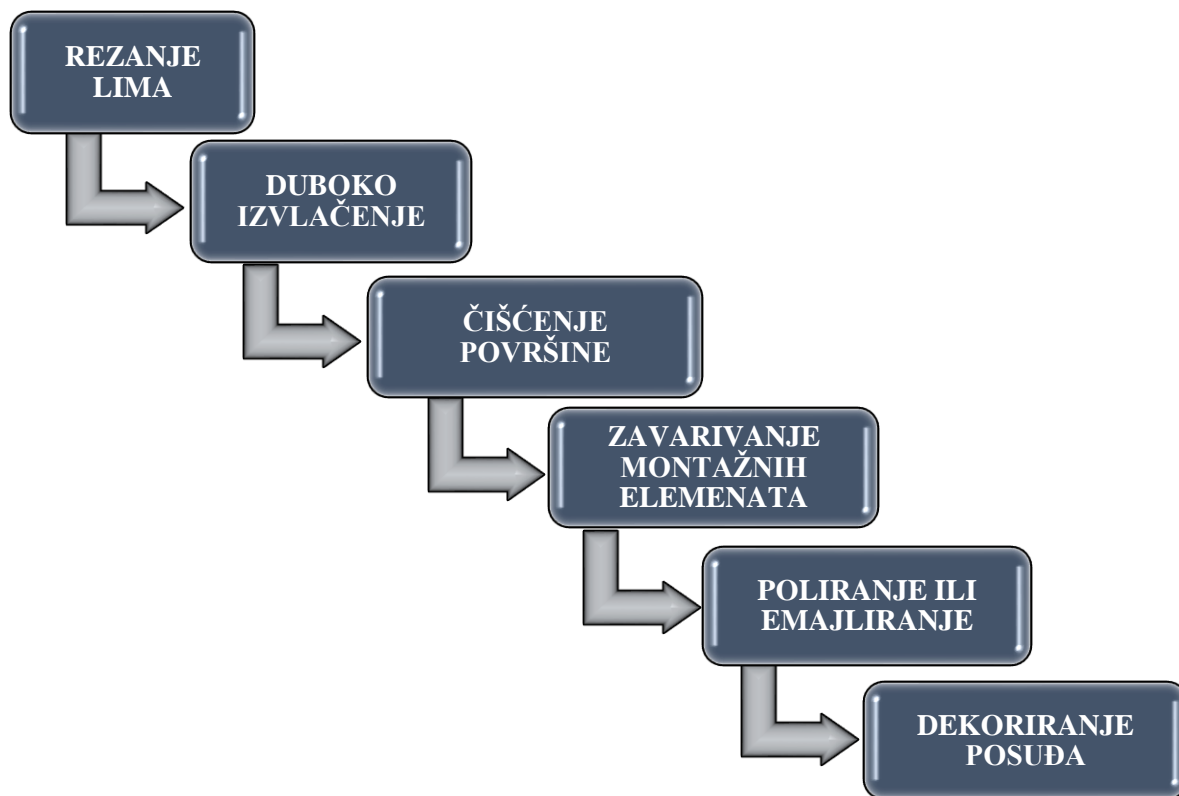 REZANJE
LIMA
DUBOKO
IZVLAČENJE
ČIŠĆENJE
POVRŠINE
ZAVARIVANJE
MONTAŽNIH
ELEMENATA
POLIRANJE ILI
EMAJLIRANJE
DEKORIRANJE
POSUĐA